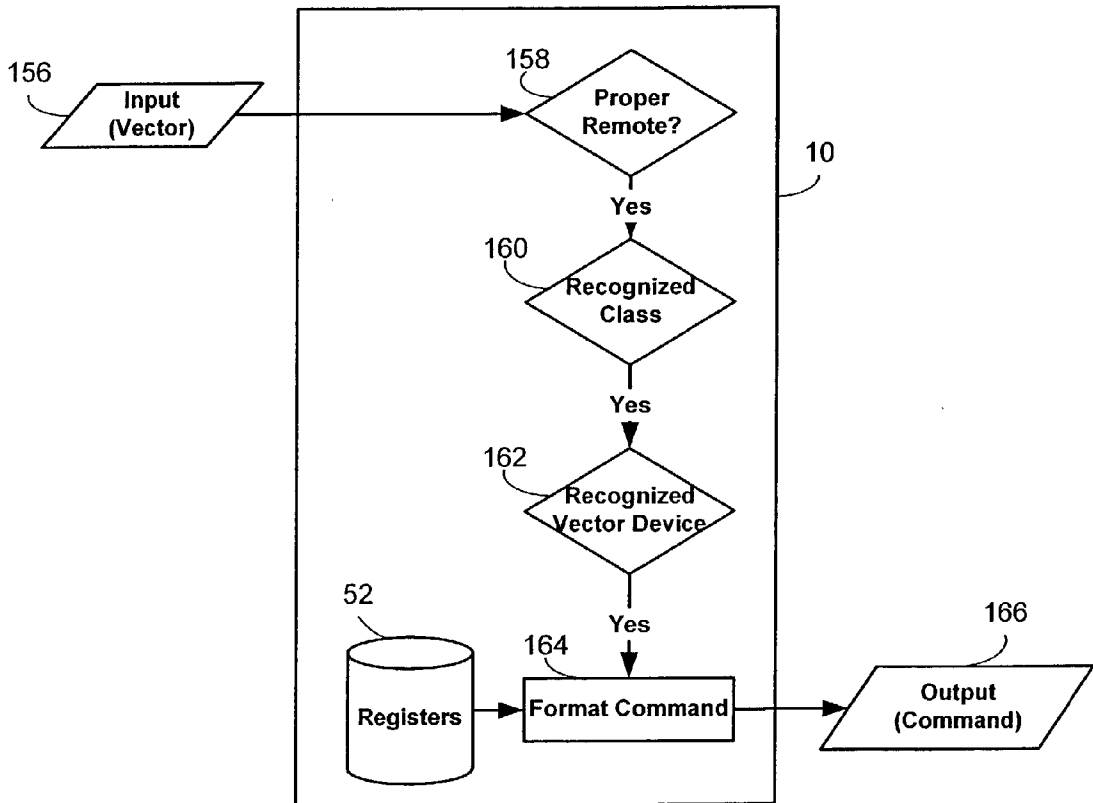 156
Input
(Vector)
158
Proper
Remote?
10
Yes
160
Recognized
Class
Yes
162
Recognized
Vector Device
Yes
52
Registers
164
Format Command
166
Output
(Command)